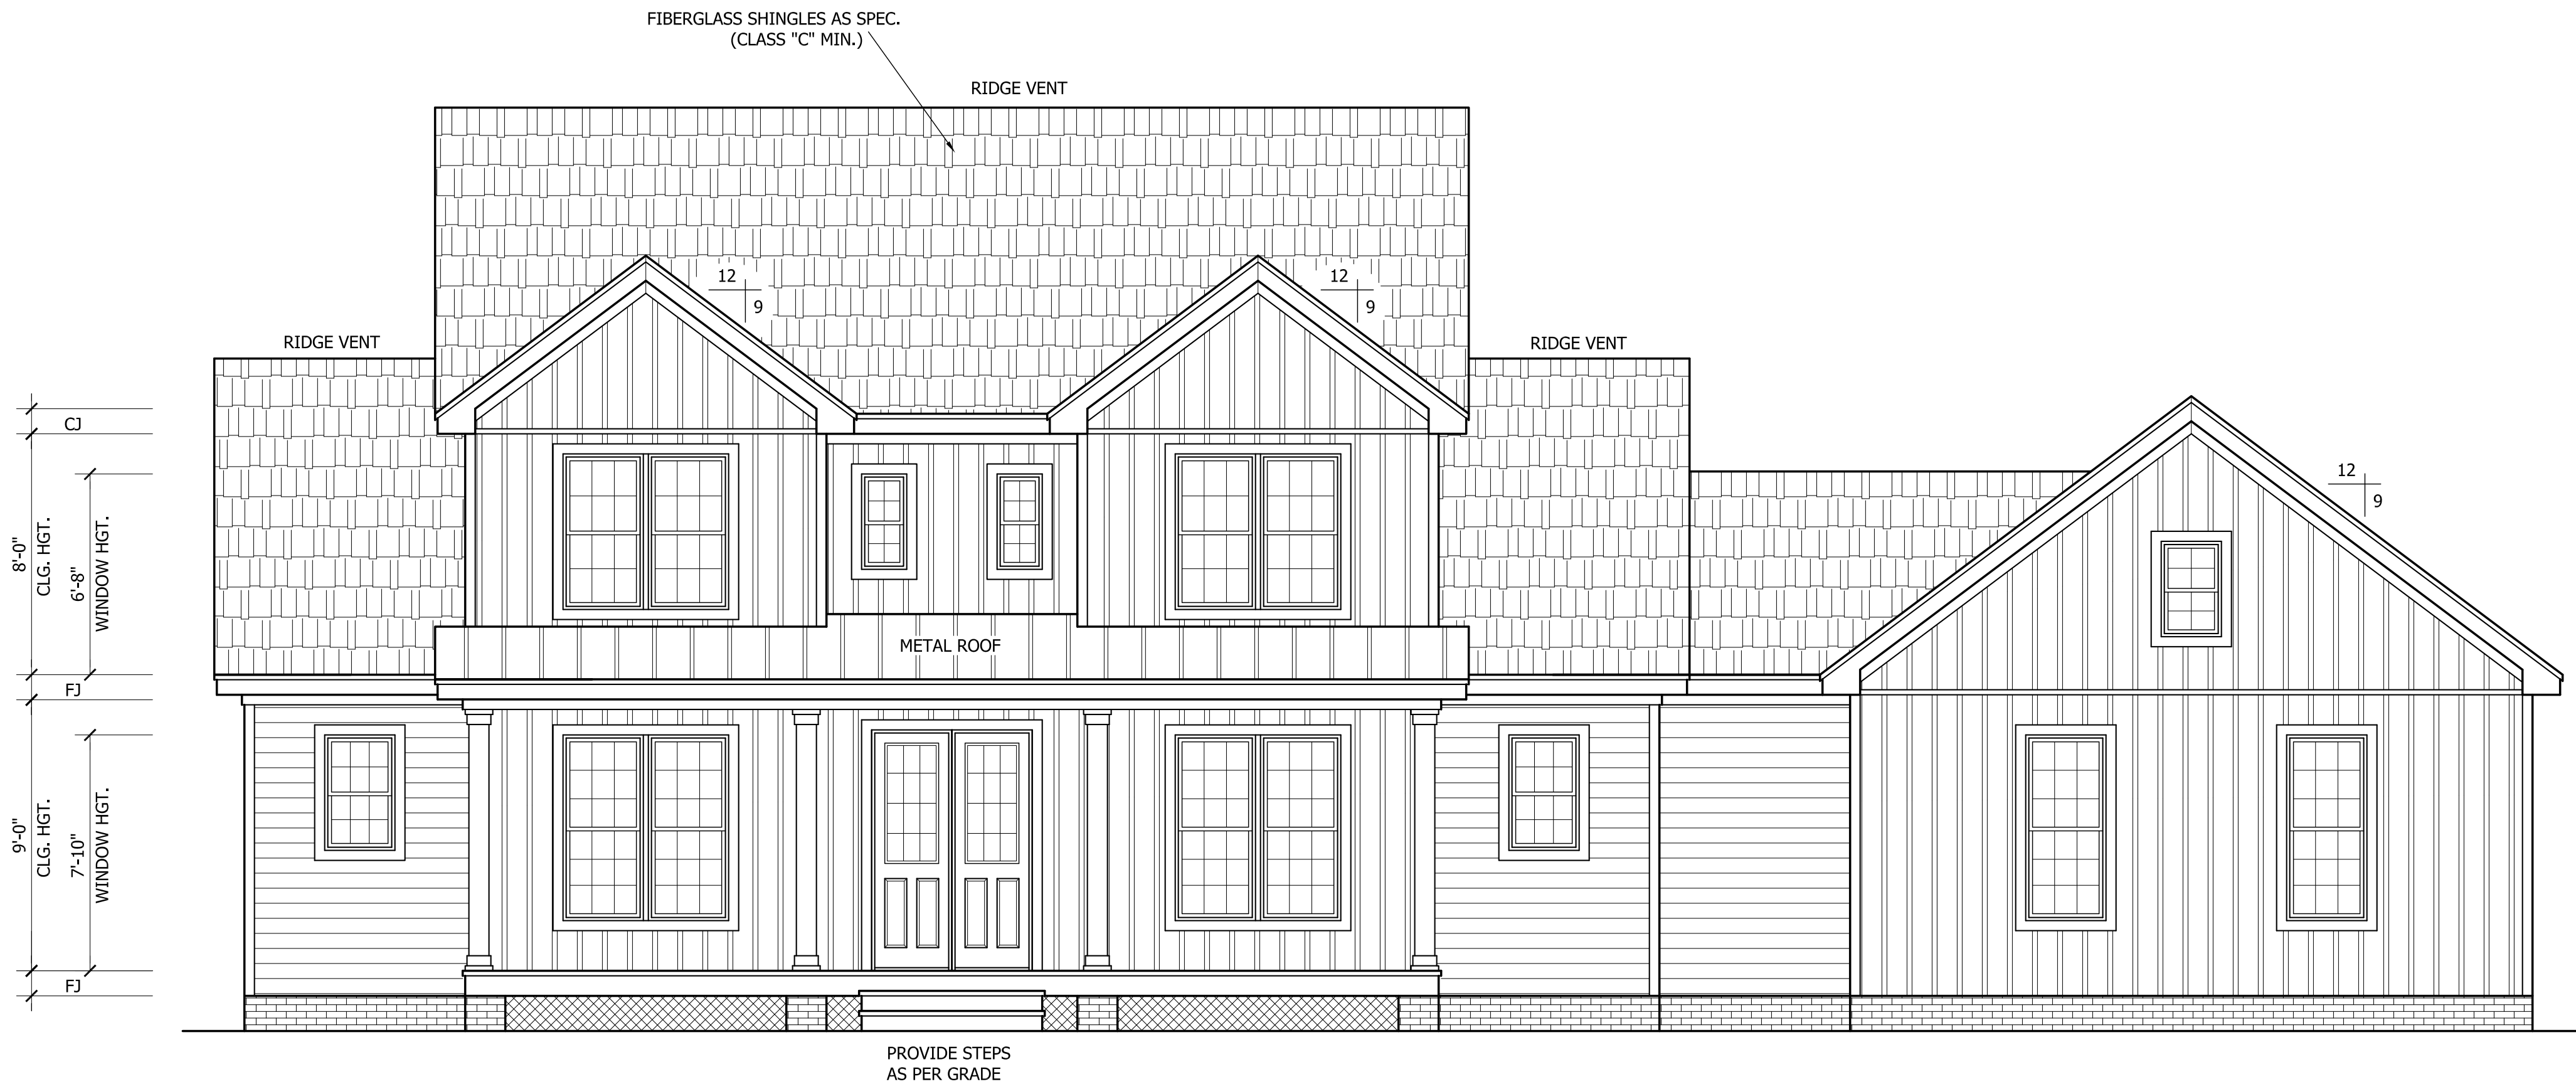 FIBERGLASS SHINGLES AS SPEC.
(CLASS "C" MIN.)
RIDGE VENT
12
9
12
9
RIDGE VENT
RIDGE VENT
CJ
8'-0"
CLG. HGT.
6'-8"
WINDOW HGT.
12
9
METAL ROOF
FJ
9'-0"
CLG. HGT.
7'-10"
WINDOW HGT.
FJ
PROVIDE STEPS
AS PER GRADE